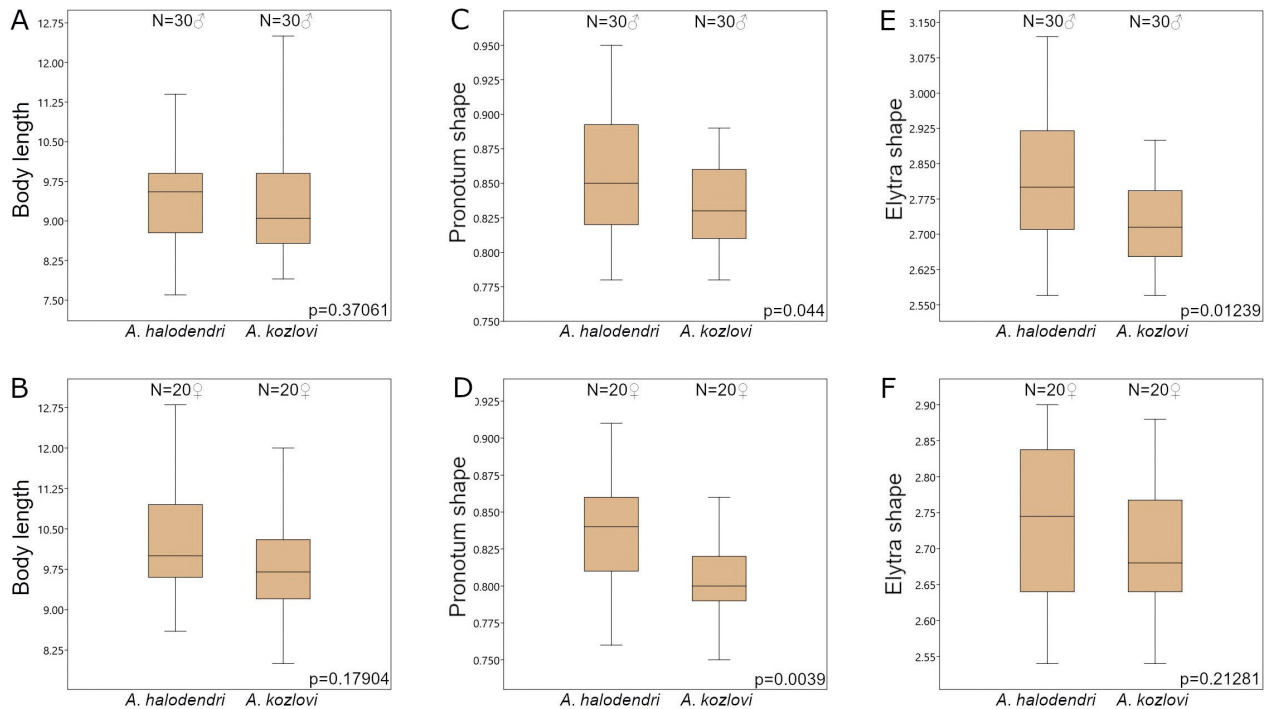 A
N=30♂ N=30♂
12.75
12.00
11.25
10.50
9.75
9.00
8.25
7.50
Body length
p=0.37061
A. halodendri A. kozlovi
C
N=30♂ N=30♂
0.950
0.925
0.900
0.875
0.850
0.825
0.800
0.775
0.750
Pronotum shape
p=0.044
A. halodendri A. kozlovi
E
N=30♂ N=30♂
3.150
3.075
3.000
2.925
2.850
2.775
2.700
2.625
2.550
Elytra shape
p=0.01239
A. halodendri A. kozlovi
B
N=20♀ N=20♀
12.75
12.00
11.25
10.50
9.75
9.00
8.25
Body length
p=0.17904
A. halodendri A. kozlovi
D
N=20♀ N=20♀
0.925
0.900
0.875
0.850
0.825
0.800
0.775
0.750
Pronotum shape
p=0.0039
A. halodendri A. kozlovi
F
N=20♀ N=20♀
2.90
2.85
2.80
2.75
2.70
2.65
2.60
2.55
Elytra shape
p=0.21281
A. halodendri A. kozlovi